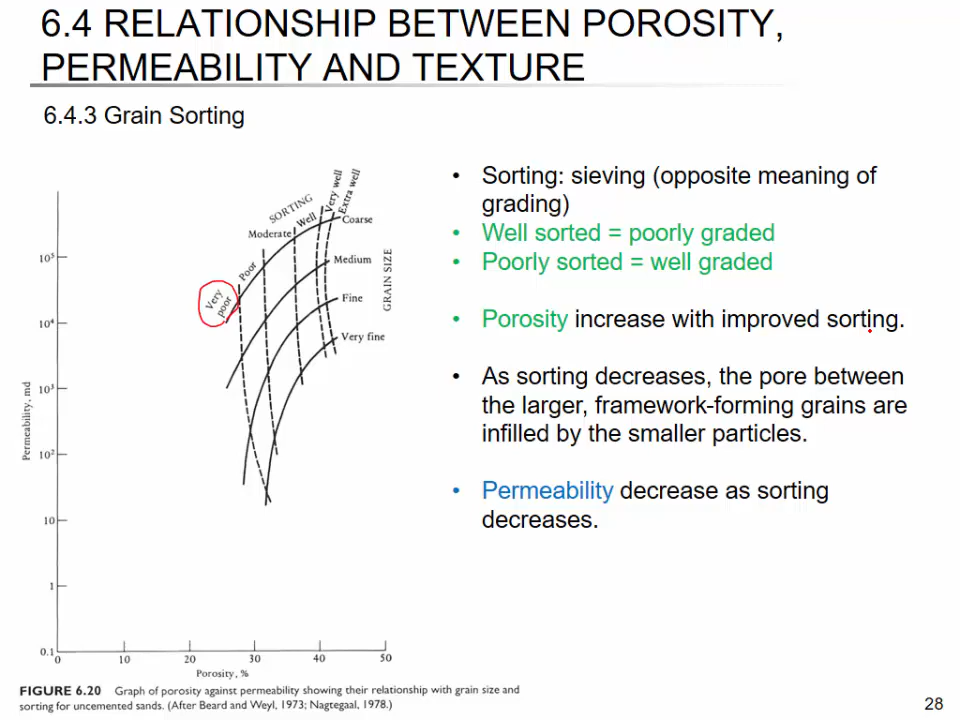 6.4 RELATIONSHIP BETWEEN POROSITY,
PERMEABILITY AND TEXTURE
6.4.3 Grain Sorting
SORTING
Very poor
Poor
Moderate
Well
Very well
Extra well
Coarse
Medium
Fine
Very fine
GRAIN SIZE
Permeability, md
10⁵
10⁴
10³
10²
10
1
0.1
0 10 20 30 40 50
Porosity, %
FIGURE 6.20 Graph of porosity against permeability showing their relationship with grain size and
sorting for uncemented sands. (After Beard and Weyl, 1973; Nagtegaal, 1978.)
• Sorting: sieving (opposite meaning of
grading)
• Well sorted = poorly graded
• Poorly sorted = well graded
• Porosity increase with improved sorting.
• As sorting decreases, the pore between
the larger, framework-forming grains are
infilled by the smaller particles.
• Permeability decrease as sorting
decreases.
28